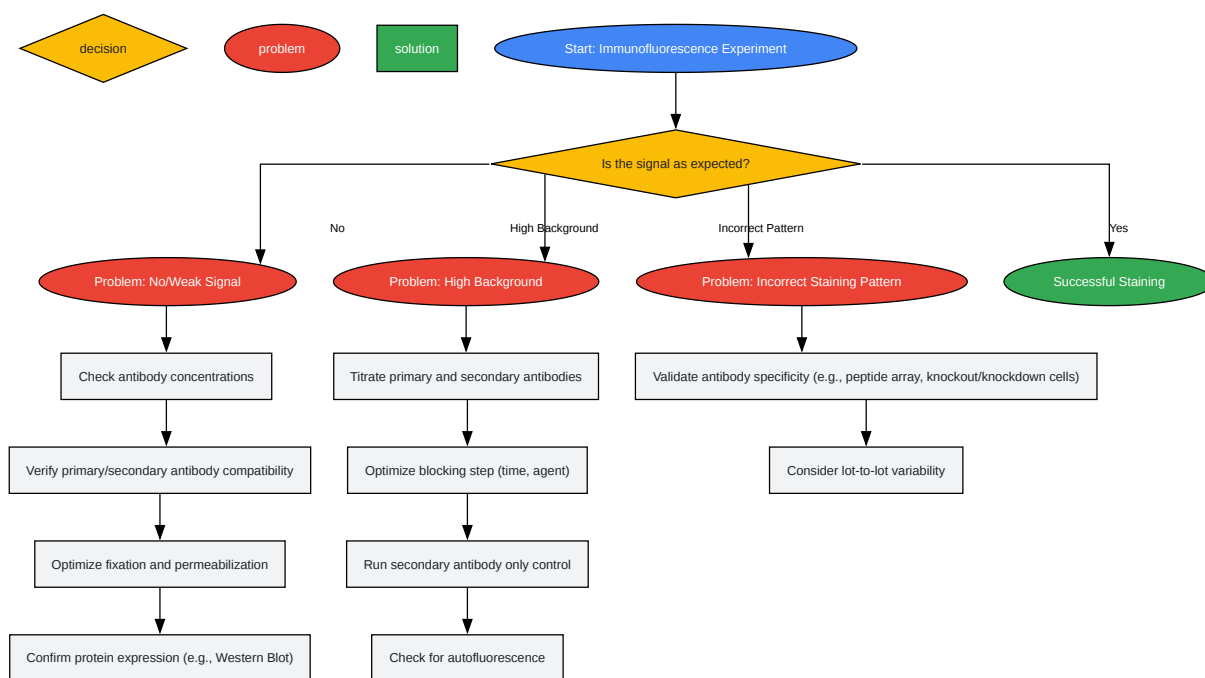 decision
problem
solution
Start: Immunofluorescence Experiment
Is the signal as expected?
No
High Background
Incorrect Pattern
Yes
Problem: No/Weak Signal
Problem: High Background
Problem: Incorrect Staining Pattern
Successful Staining
Check antibody concentrations
Titrate primary and secondary antibodies
Validate antibody specificity (e.g., peptide array, knockout/knockdown cells)
Verify primary/secondary antibody compatibility
Optimize blocking step (time, agent)
Consider lot-to-lot variability
Optimize fixation and permeabilization
Run secondary antibody only control
Confirm protein expression (e.g., Western Blot)
Check for autofluorescence